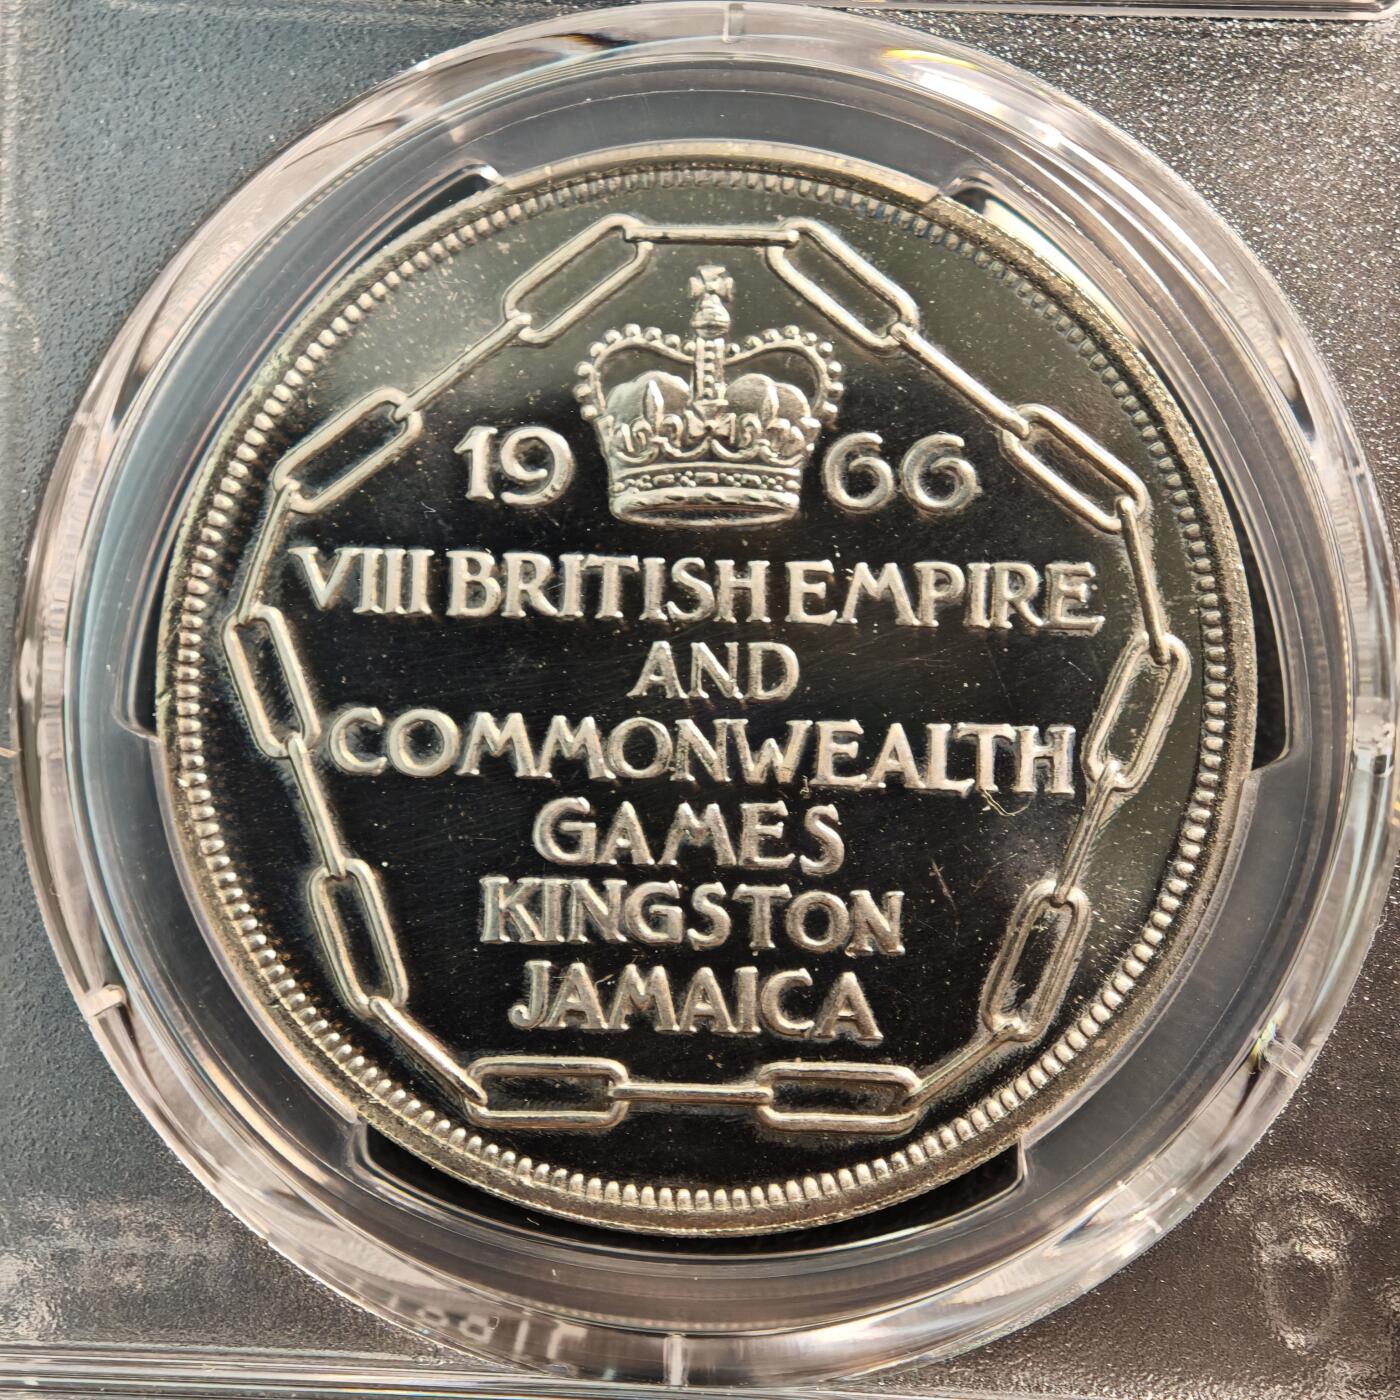 1966
VIII BRITISH EMPIRE
AND
COMMONWEALTH
GAMES
KINGSTON
JAMAICA